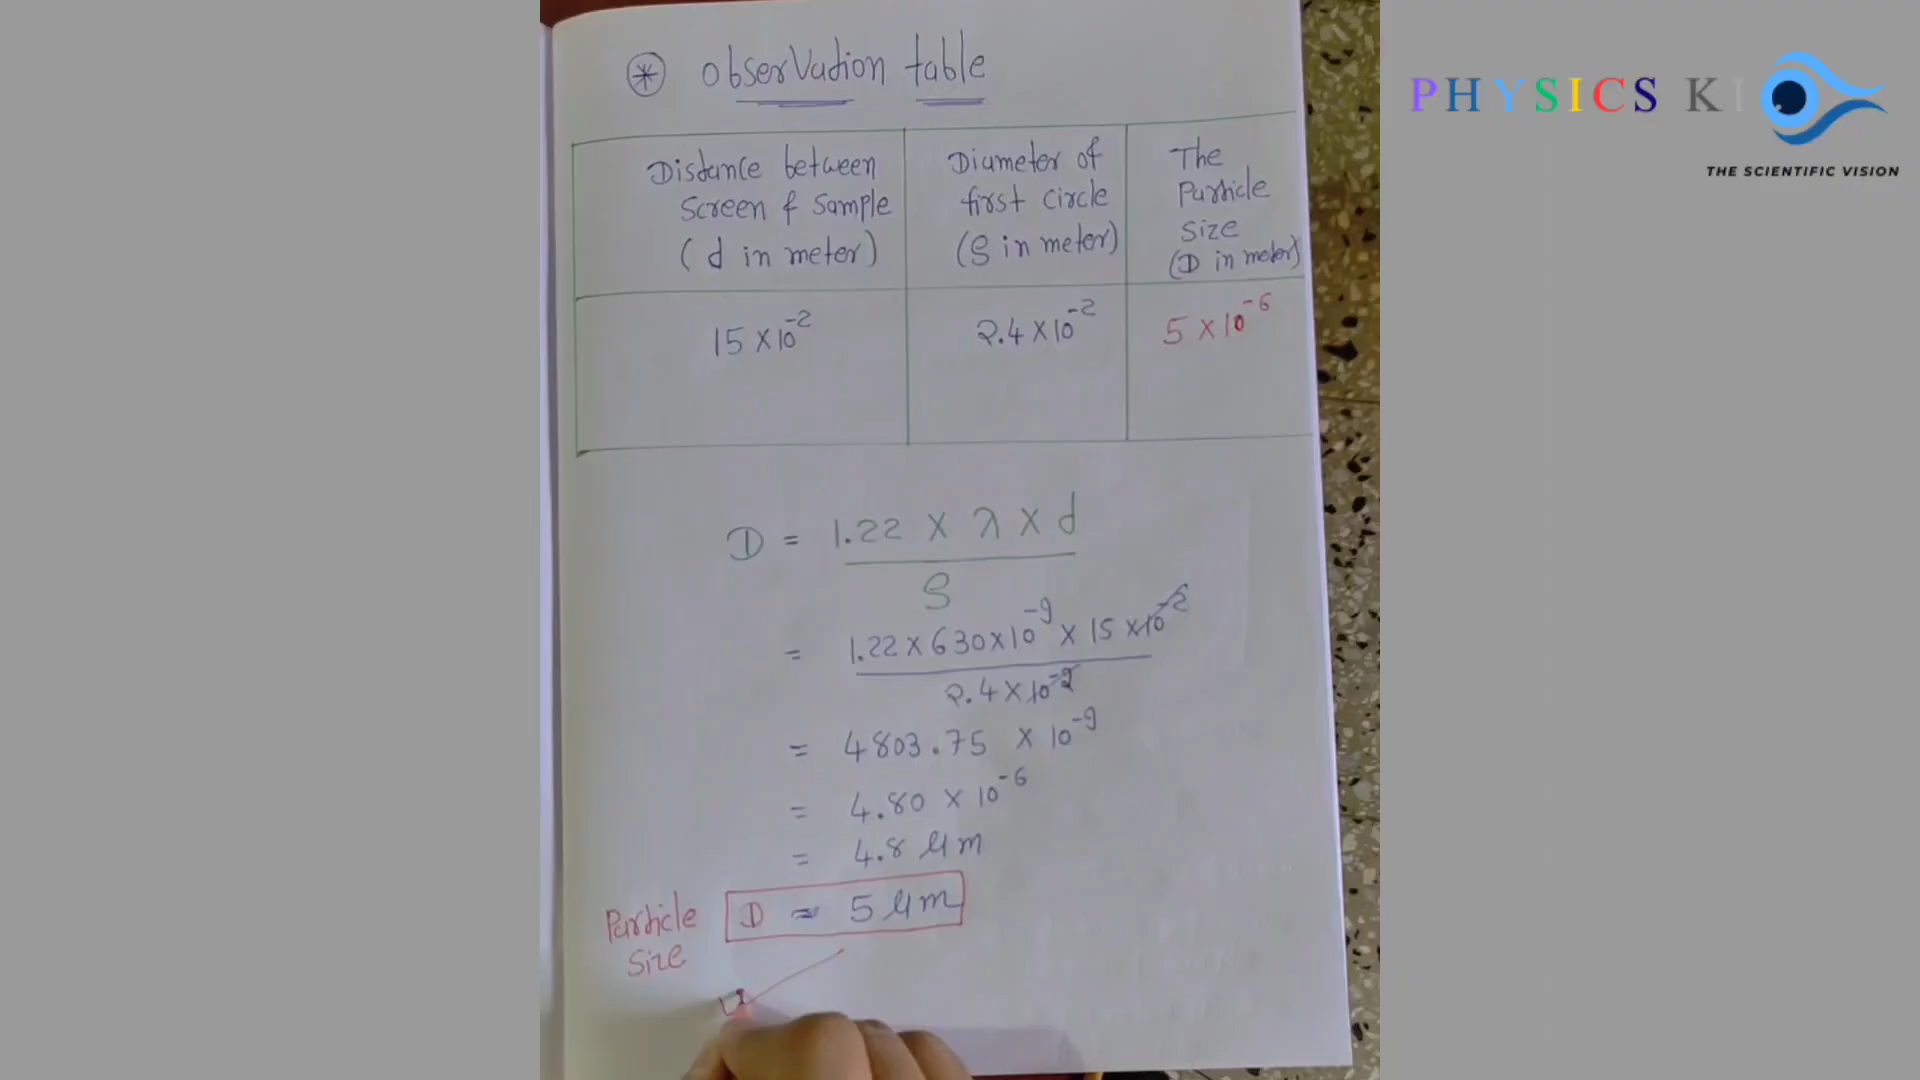 * Observation table
Distance between
Screen & Sample
(d in meter)
Diameter of
first circle
(S in meter)
The
Particle
Size
(D in meter)
15 × 10⁻²
2.4 × 10⁻²
5 × 10⁻⁶
D = 1.22 × λ × d
S
= 1.22 × 630 × 10⁻⁹ × 15 × 10⁻²
2.4 × 10⁻²
= 4803.75 × 10⁻⁹
= 4.80 × 10⁻⁶
= 4.8 μm
Particle
Size
D ≈ 5 μm
PHYSICS KI
THE SCIENTIFIC VISION